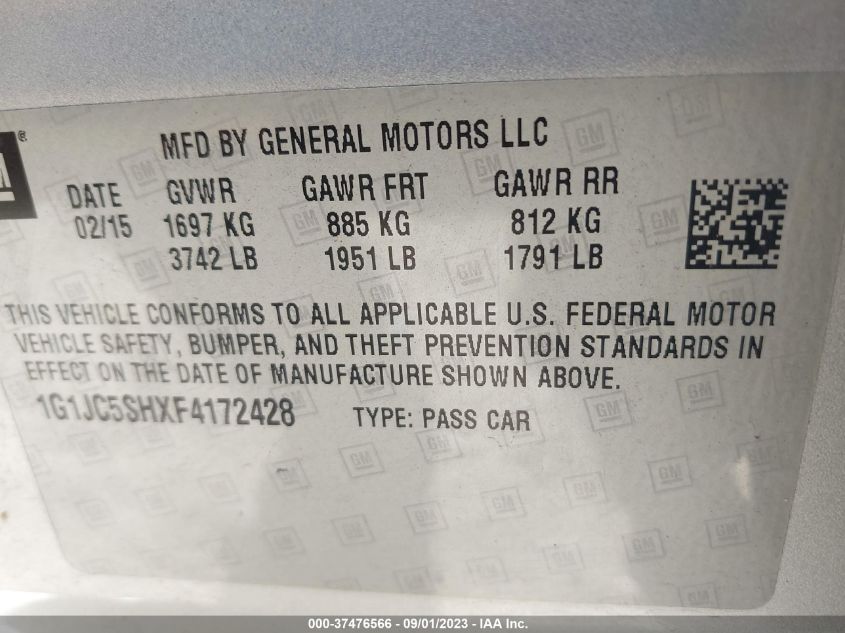 MFD BY GENERAL MOTORS LLC
DATE GVWR GAWR FRT GAWR RR
02/15 1697 KG 885 KG 812 KG
3742 LB 1951 LB 1791 LB
THIS VEHICLE CONFORMS TO ALL APPLICABLE U.S. FEDERAL MOTOR
VEHICLE SAFETY, BUMPER, AND THEFT PREVENTION STANDARDS IN
EFFECT ON THE DATE OF MANUFACTURE SHOWN ABOVE.
1G1JC5SHXF4172428 TYPE: PASS CAR
000-37476566 - 09/01/2023 - IAA Inc.